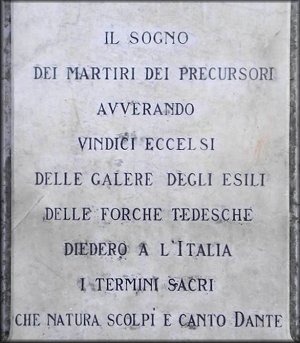 IL SOGNO
DEI MARTIRI DEI PRECURSORI
AVVERANDO
VINDICI ECCELSI
DELLE GALERE DEGLI ESILI
DELLE FORCHE TEDESCHE
DIEDERO A L'ITALIA
I TERMINI SACRI
CHE NATURA SCOLPÌ E CANTO DANTE